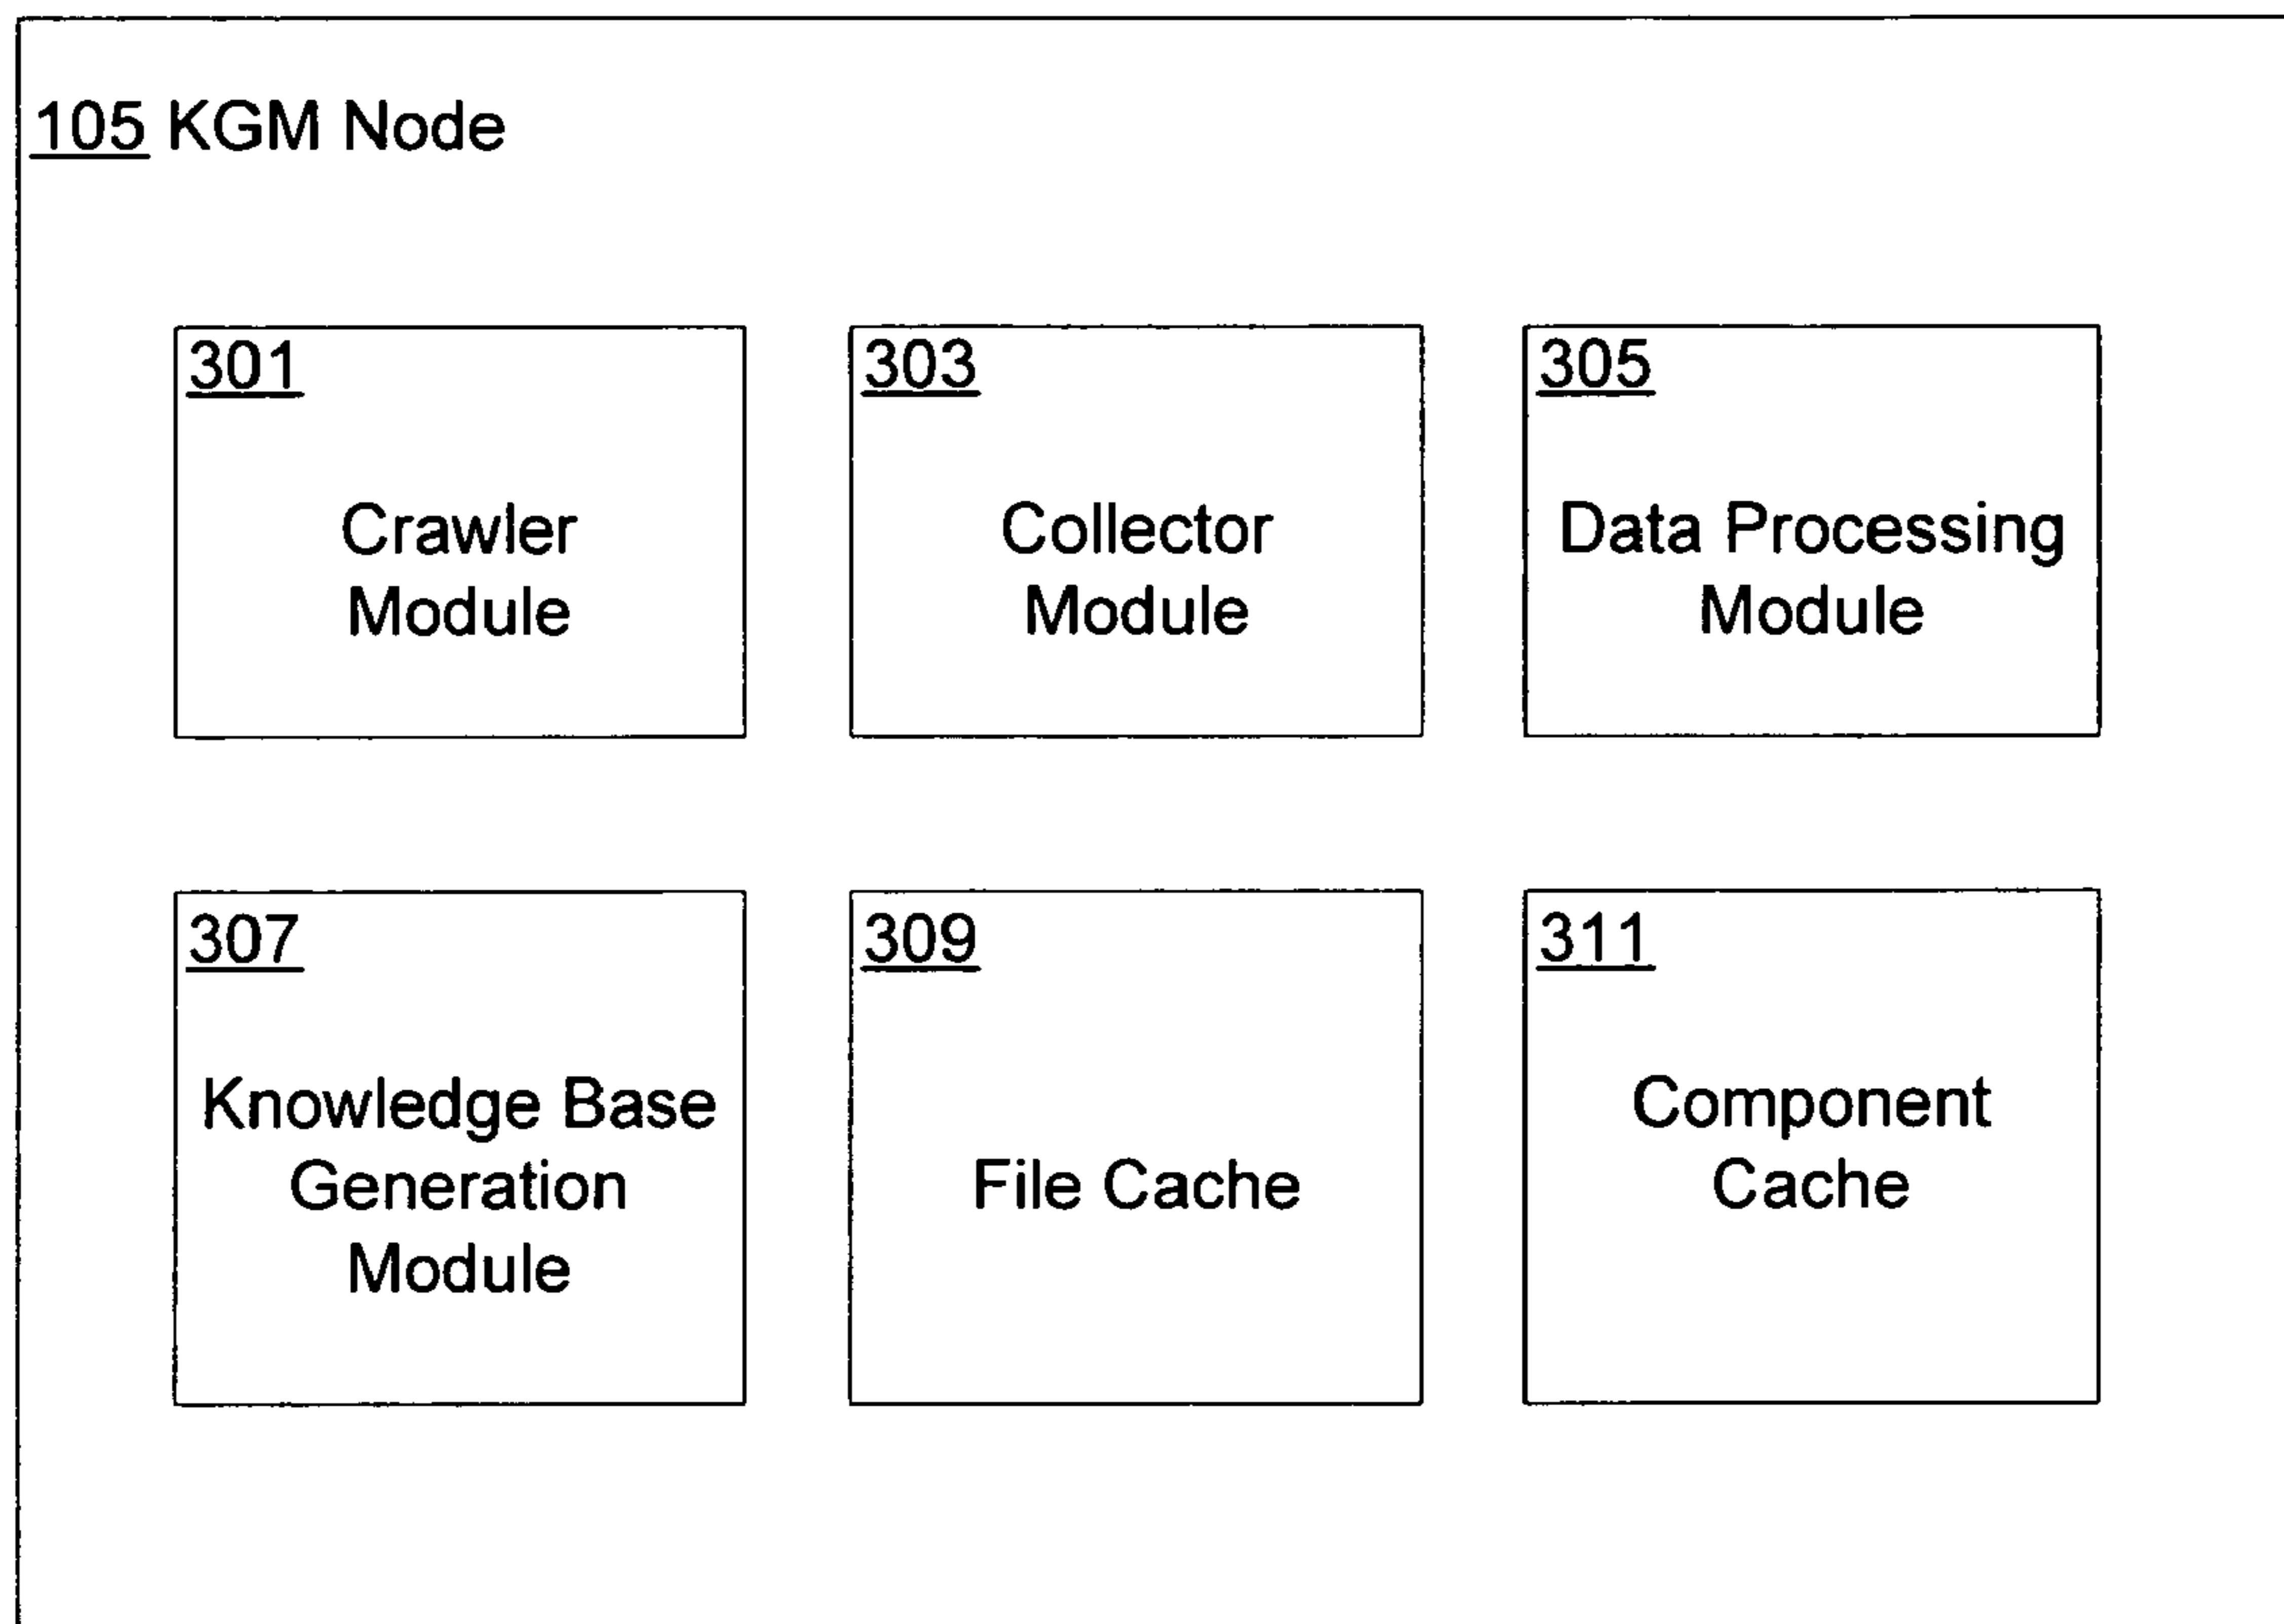 105 KGM Node
301
Crawler
Module
303
Collector
Module
305
Data Processing
Module
307
Knowledge Base
Generation
Module
309
File Cache
311
Component
Cache